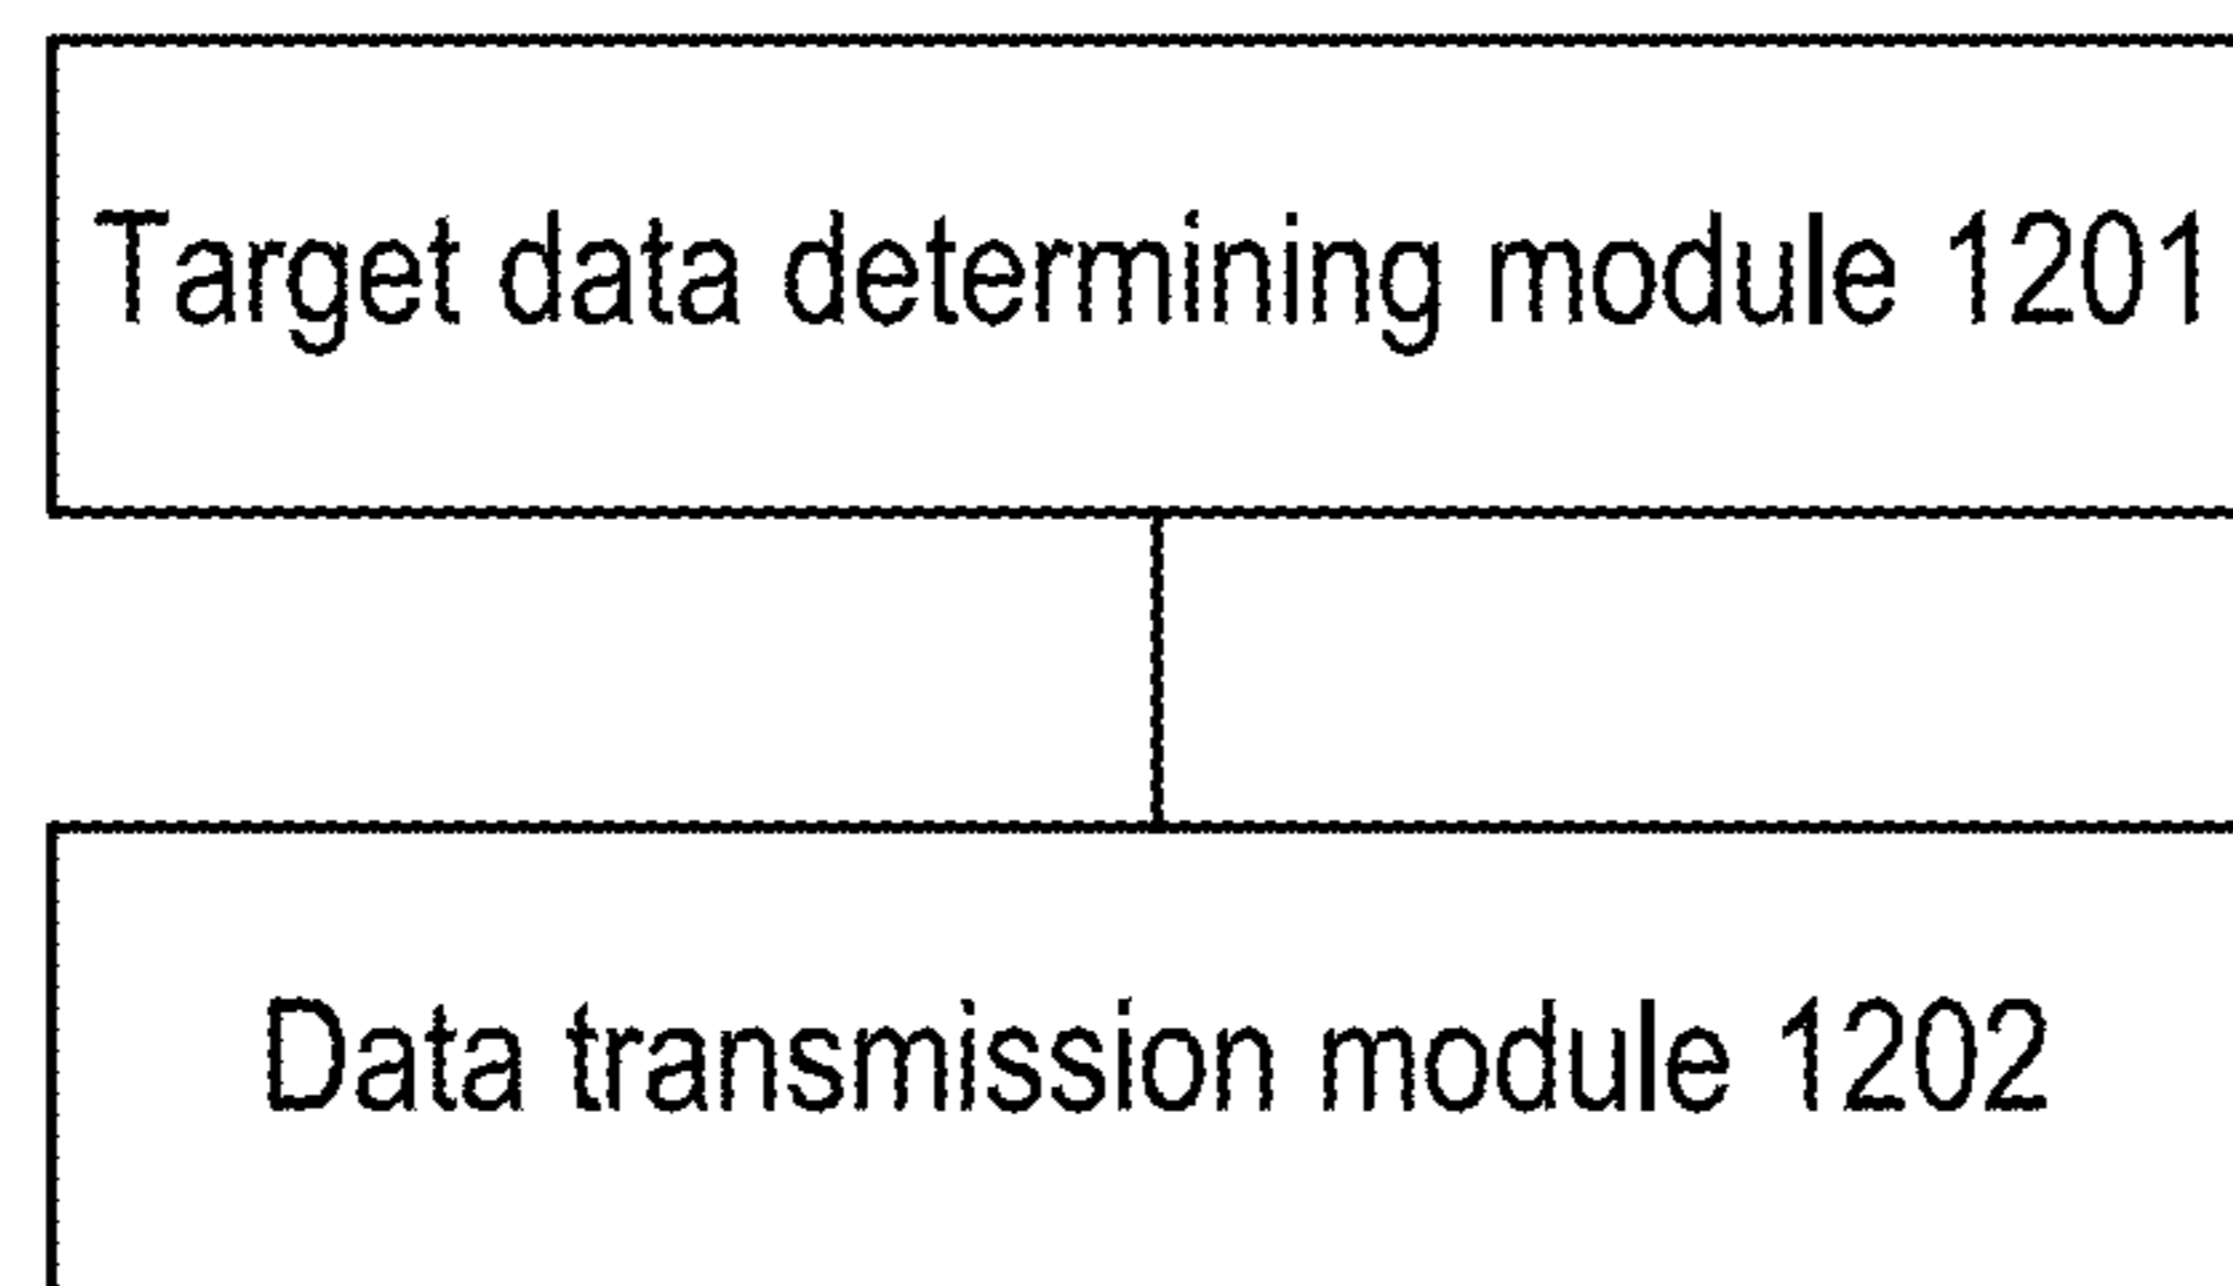 Target data determining module 1201
Data transmission module 1202